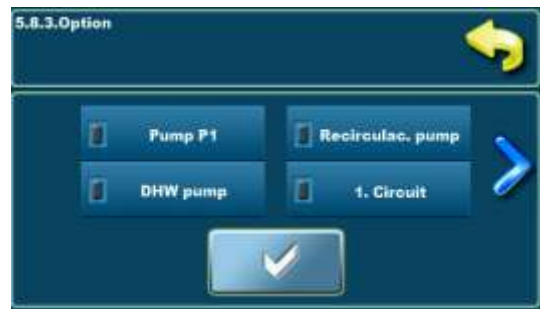 5.8.3.Option
Pump P1
Recirculac. pump
DHW pump
1. Circuit